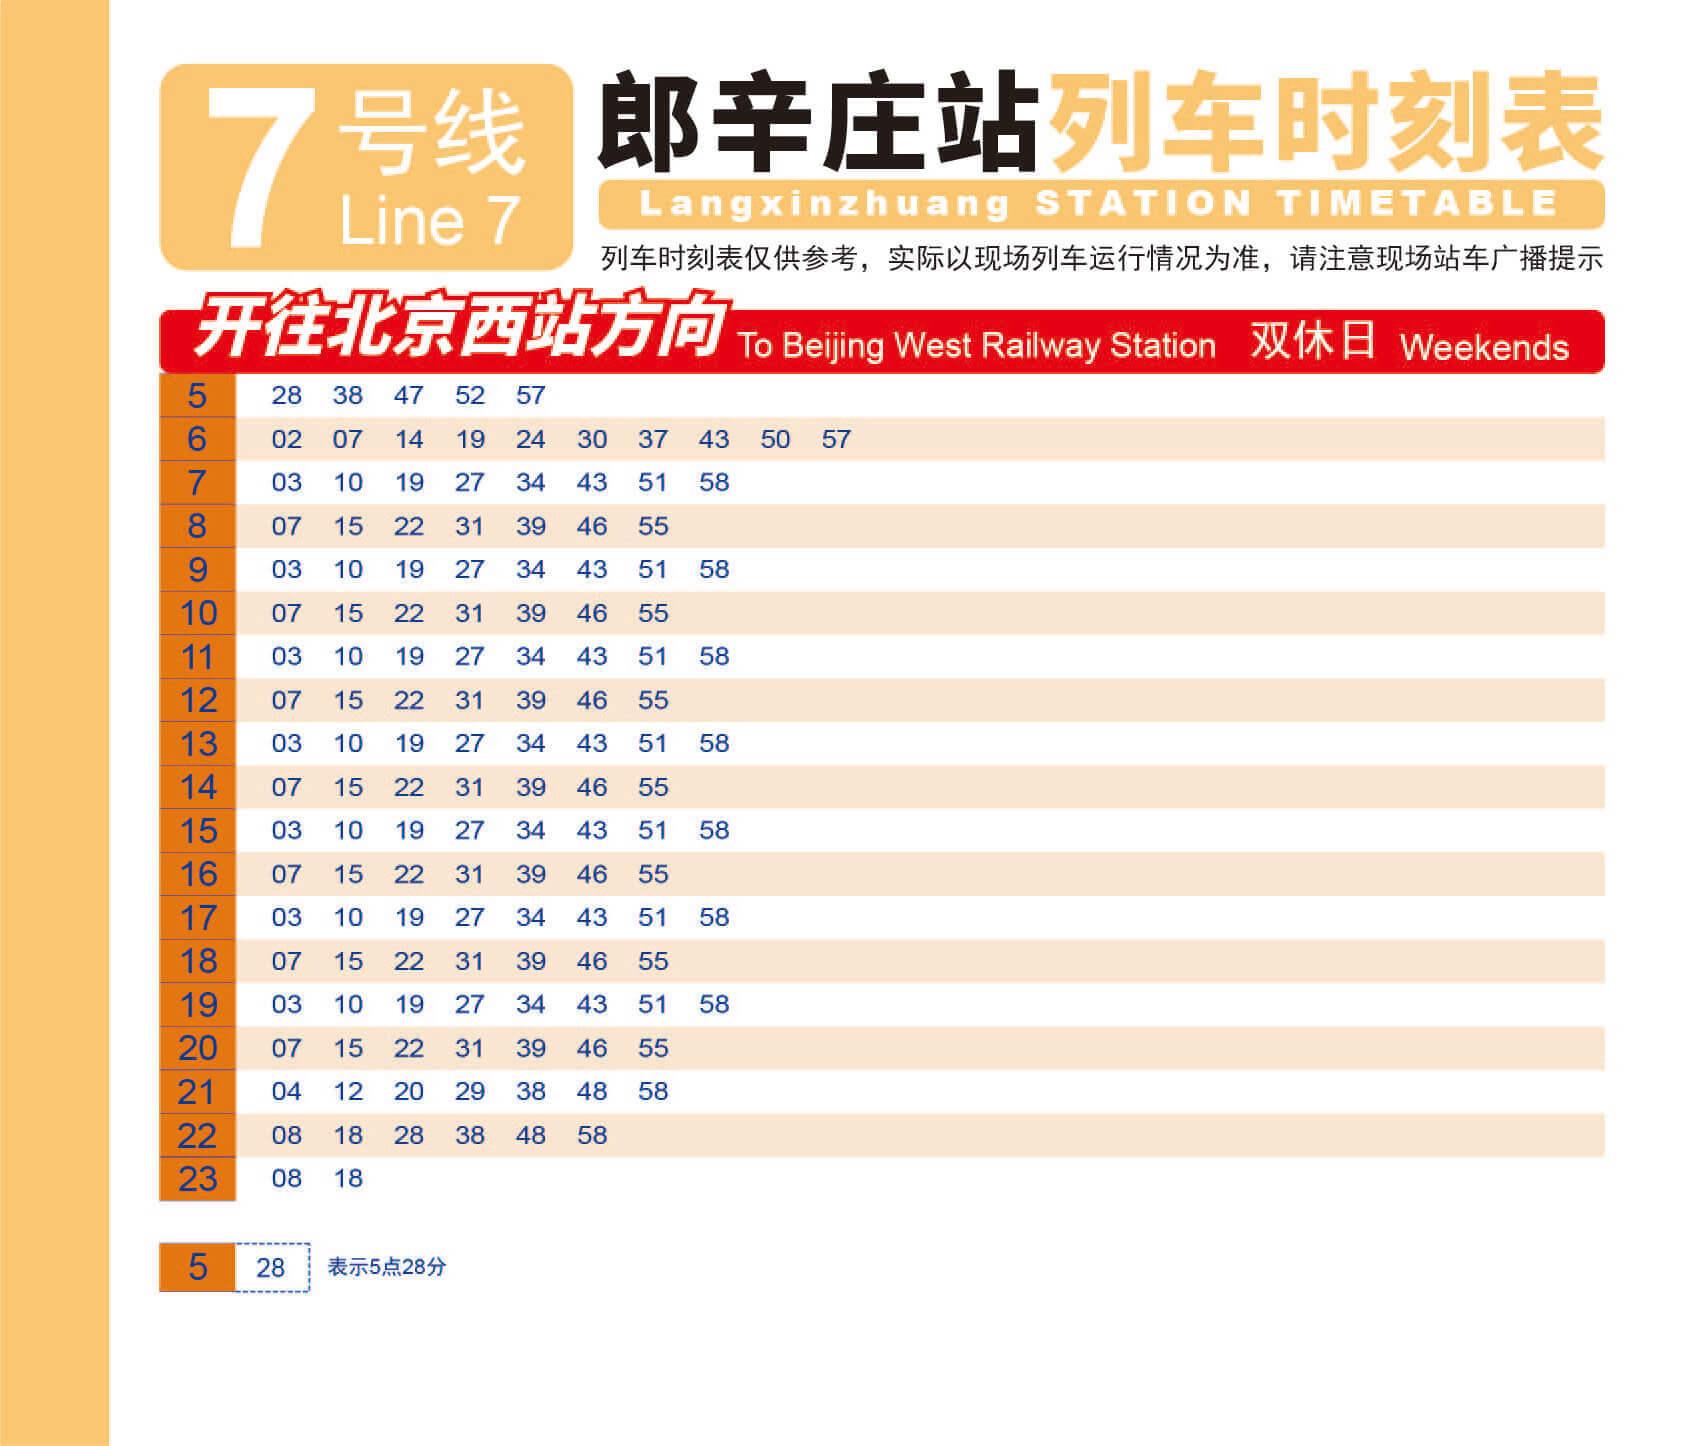 7号线
Line 7
郎辛庄站列车时刻表
Langxinzhuang STATION TIMETABLE
列车时刻表仅供参考，实际以现场列车运行情况为准，请注意现场站车广播提示
开往北京西站方向 To Beijing West Railway Station 双休日 Weekends
5 28 38 47 52 57
6 02 07 14 19 24 30 37 43 50 57
7 03 10 19 27 34 43 51 58
8 07 15 22 31 39 46 55
9 03 10 19 27 34 43 51 58
10 07 15 22 31 39 46 55
11 03 10 19 27 34 43 51 58
12 07 15 22 31 39 46 55
13 03 10 19 27 34 43 51 58
14 07 15 22 31 39 46 55
15 03 10 19 27 34 43 51 58
16 07 15 22 31 39 46 55
17 03 10 19 27 34 43 51 58
18 07 15 22 31 39 46 55
19 03 10 19 27 34 43 51 58
20 07 15 22 31 39 46 55
21 04 12 20 29 38 48 58
22 08 18 28 38 48 58
23 08 18
5 28 表示5点28分